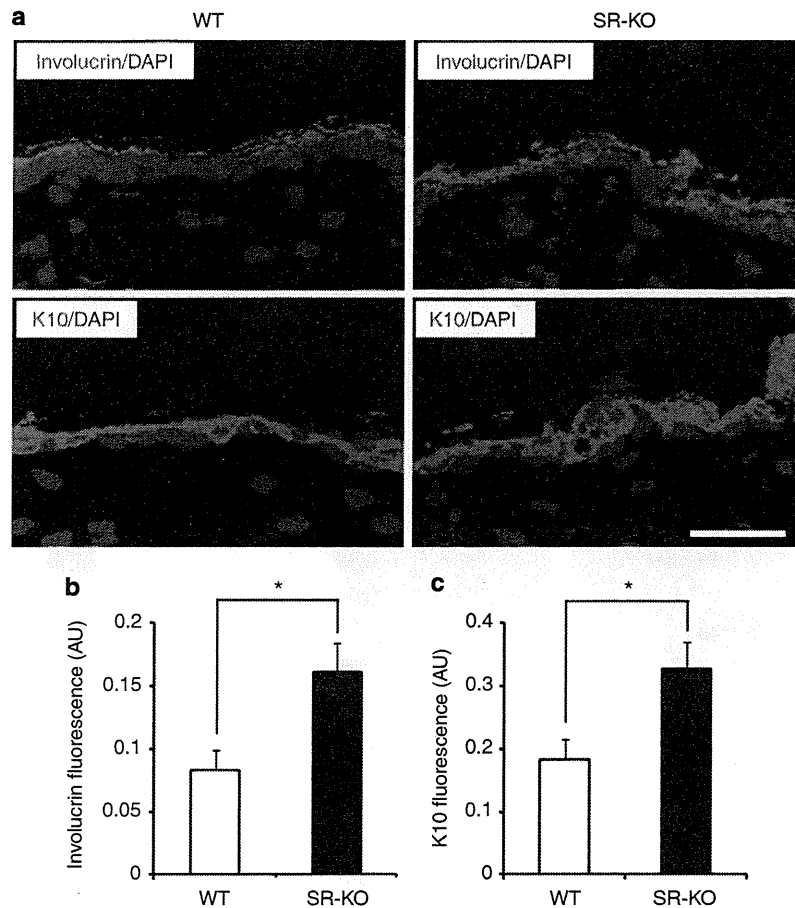 a
WT
SR-KO
Involucrin/DAPI
Involucrin/DAPI
K10/DAPI
K10/DAPI
b
*
0.2
0.15
0.1
0.05
0
Involucrin fluorescence (AU)
WT
SR-KO
c
*
0.4
0.3
0.2
0.1
0
K10 fluorescence (AU)
WT
SR-KO